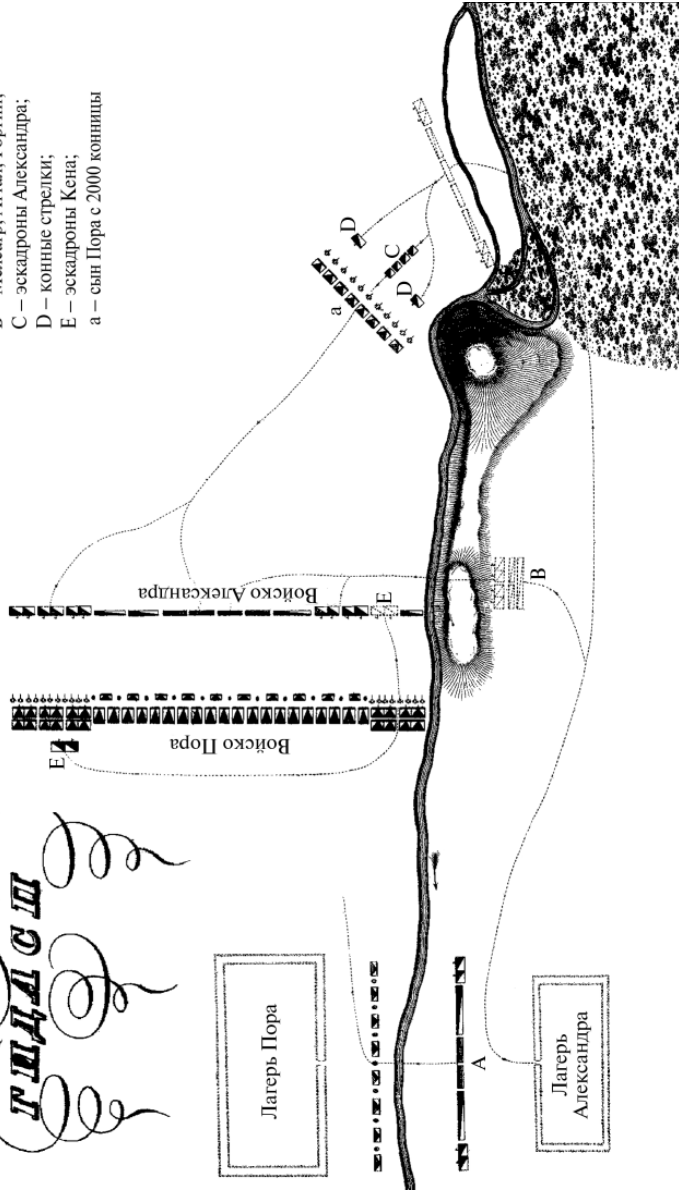 ГИДАСП
C – эскадроны Александра;
D – конные стрелки;
E – эскадроны Кена;
а – сын Пора с 2000 конницы
D
C
D
а
Войско Александра
E
B
Войско Пора
E
Лагерь Пора
A
Лагерь
Александра